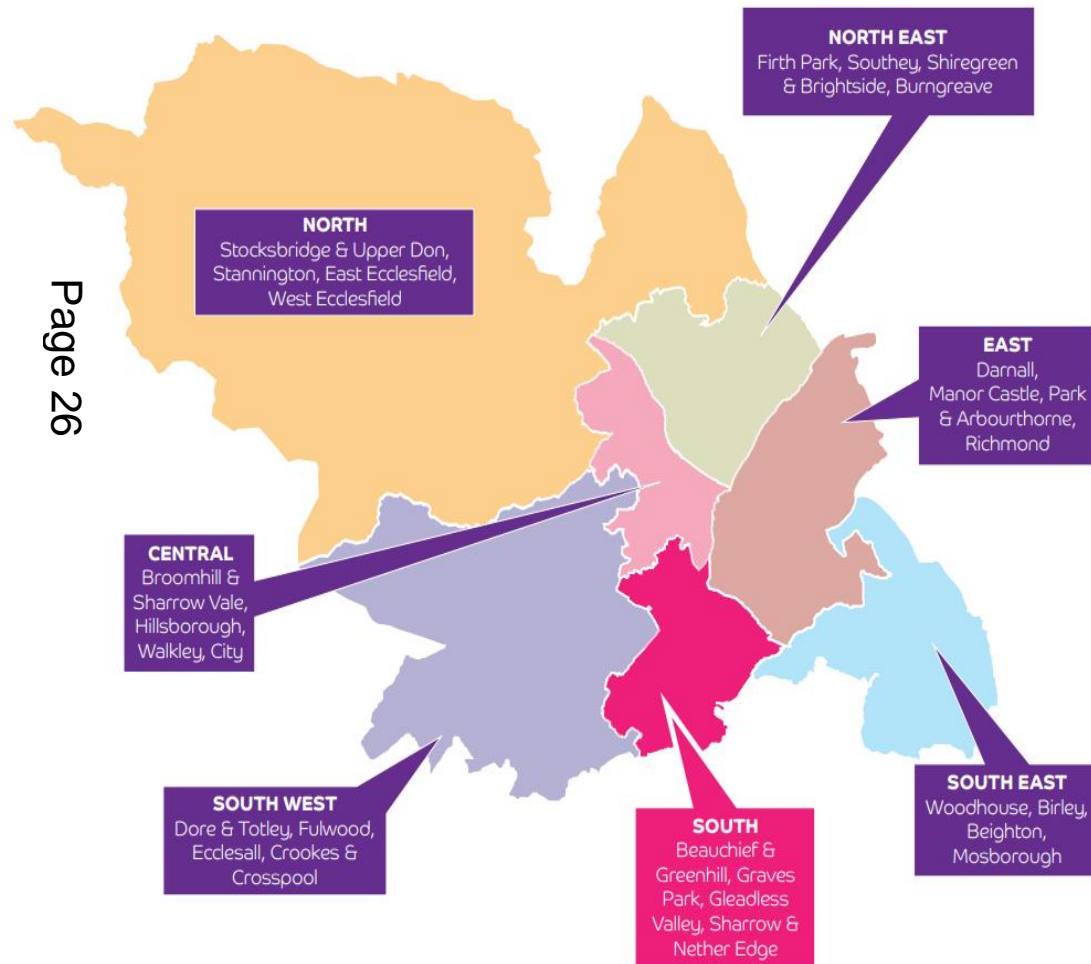 NORTH EAST
Firth Park, Southey, Shiregreen
& Brightside, Burngreave
NORTH
Stocksbridge & Upper Don,
Stannington, East Ecclesfield,
West Ecclesfield
Page 26
EAST
Darnall,
Manor Castle, Park
& Arbourthorne,
Richmond
CENTRAL
Broomhill &
Sharrow Vale,
Hillsborough,
Walkley, City
SOUTH WEST
Dore & Totley, Fulwood,
Ecclesall, Crookes &
Crosspool
SOUTH
Beauchief &
Greenhill, Graves
Park, Gleadless
Valley, Sharrow &
Nether Edge
SOUTH EAST
Woodhouse, Birley,
Beighton,
Mosborough